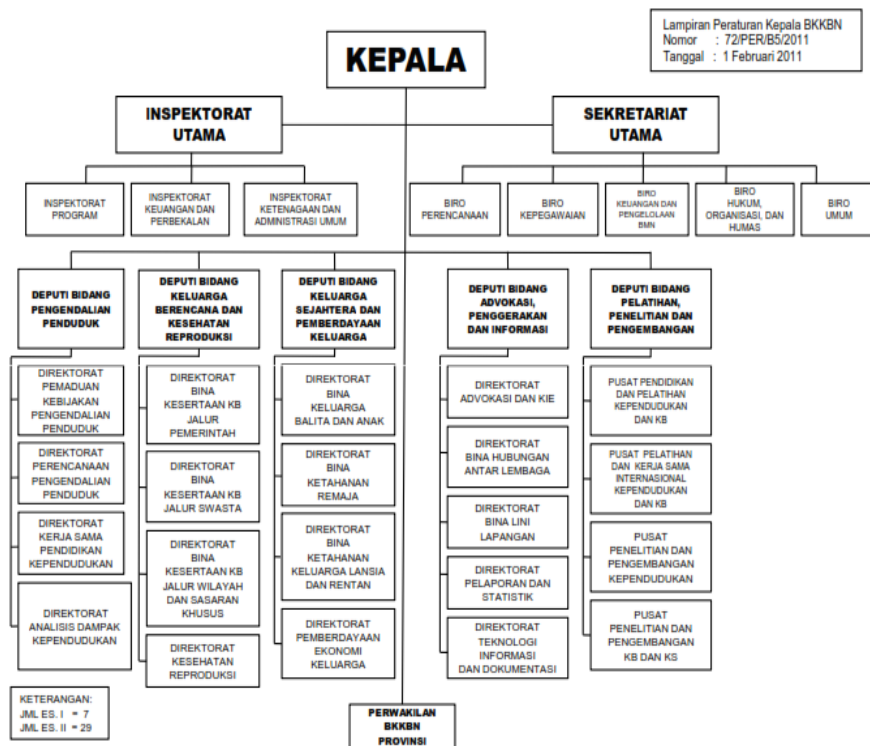 Lampiran Peraturan Kepala BKKBN
Nomor : 72/PER/B5/2011
Tanggal : 1 Februari 2011
KEPALA
INSPEKTORAT
UTAMA
SEKRETARIAT
UTAMA
INSPEKTORAT
PROGRAM
INSPEKTORAT
KEUANGAN DAN
PERBEKALAN
INSPEKTORAT
KETENAGAAN DAN
ADMINISTRASI UMUM
BIRO
PERENCANAAN
BIRO
KEPEGAWAIAN
BIRO
KEUANGAN DAN
PENGELOLAAN
BMN
BIRO
HUKUM,
ORGANISASI, DAN
HUMAS
BIRO
UMUM
DEPUTI BIDANG
PENGENDALIAN
PENDUDUK
DEPUTI BIDANG
KELUARGA
BERENCANA DAN
KESEHATAN
REPRODUKSI
DEPUTI BIDANG
KELUARGA
SEJAHTERA DAN
PEMBERDAYAAN
KELUARGA
DEPUTI BIDANG
ADVOKASI,
PENGGERAKAN
DAN INFORMASI
DEPUTI BIDANG
PELATIHAN,
PENELITIAN DAN
PENGEMBANGAN
DIREKTORAT
PEMADUAN
KEBIJAKAN
PENGENDALIAN
PENDUDUK
DIREKTORAT
PERENCANAAN
PENGENDALIAN
PENDUDUK
DIREKTORAT
KERJA SAMA
PENDIDIKAN
KEPENDUDUKAN
DIREKTORAT
ANALISIS DAMPAK
KEPENDUDUKAN
DIREKTORAT
BINA
KESERTAAN KB
JALUR
PEMERINTAH
DIREKTORAT
BINA
KESERTAAN KB
JALUR SWASTA
DIREKTORAT
BINA
KESERTAAN KB
JALUR WILAYAH
DAN SASARAN
KHUSUS
DIREKTORAT
KESEHATAN
REPRODUKSI
DIREKTORAT
BINA
KELUARGA
BALITA DAN ANAK
DIREKTORAT
BINA
KETAHANAN
REMAJA
DIREKTORAT
BINA
KETAHANAN
KELUARGA LANSIA
DAN RENTAN
DIREKTORAT
PEMBERDAYAAN
EKONOMI
KELUARGA
DIREKTORAT
ADVOKASI DAN KIE
DIREKTORAT
BINA HUBUNGAN
ANTAR LEMBAGA
DIREKTORAT
BINA LINI
LAPANGAN
DIREKTORAT
PELAPORAN DAN
STATISTIK
DIREKTORAT
TEKNOLOGI
INFORMASI
DAN DOKUMENTASI
PUSAT PENDIDIKAN
DAN PELATIHAN
KEPENDUDUKAN
DAN KB
PUSAT PELATIHAN
DAN KERJA SAMA
INTERNASIONAL
KEPENDUDUKAN
DAN KB
PUSAT
PENELITIAN DAN
PENGEMBANGAN
KEPENDUDUKAN
PUSAT
PENELITIAN DAN
PENGEMBANGAN
KB DAN KS
KETERANGAN:
JML ES. I = 7
JML ES. II = 29
PERWAKILAN
BKKBN
PROVINSI